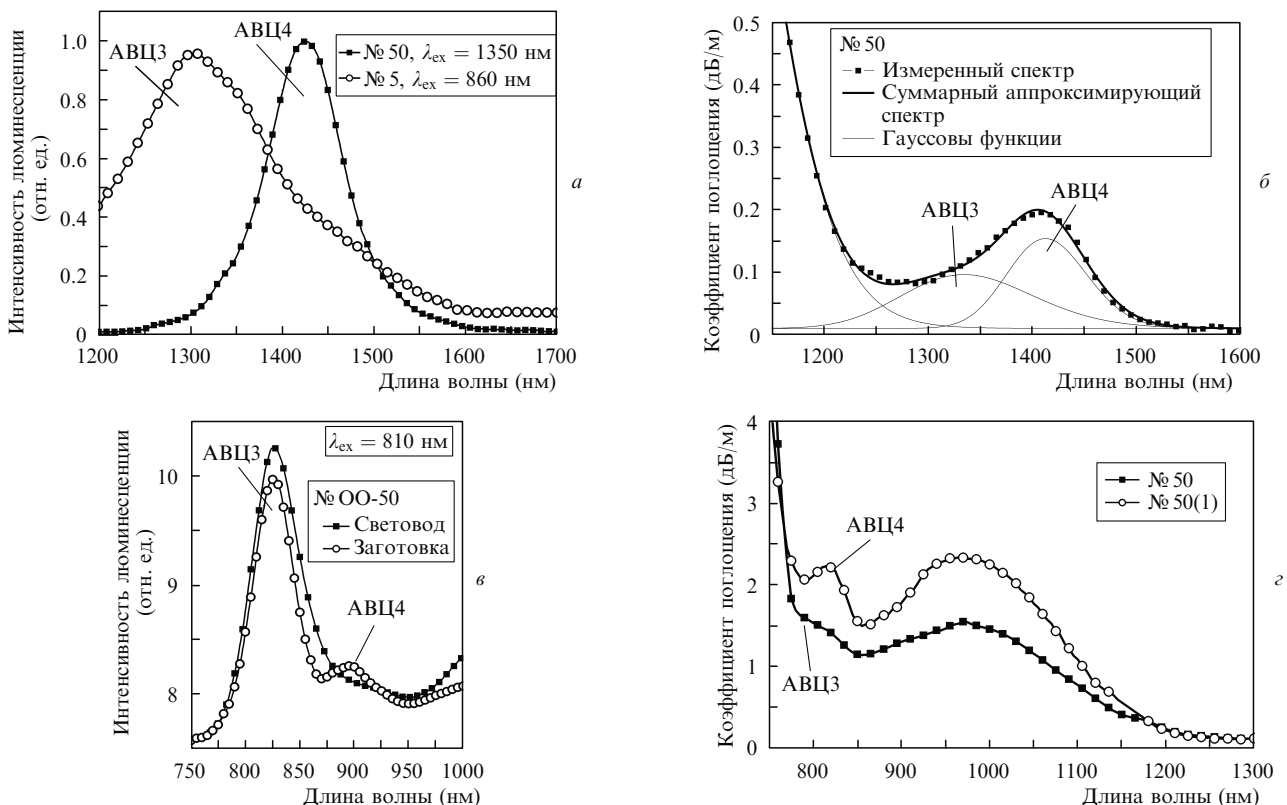 Интенсивность люминесценции
(отн. ед.)
1.0
0.8
0.6
0.4
0.2
0
АВЦ3
АВЦ4
№ 50, λex = 1350 нм
№ 5, λex = 860 нм
а
1200 1300 1400 1500 1600 1700
Длина волны (нм)
Коэффициент поглощения (дБ/м)
0.5
0.4
0.3
0.2
0.1
0
№ 50
Измеренный спектр
Суммарный аппроксимирующий
спектр
Гауссовы функции
АВЦ3
АВЦ4
б
1200 1300 1400 1500 1600
Длина волны (нм)
Интенсивность люминесценции
(отн. ед.)
10
9
8
АВЦ3
λex = 810 нм
№ ОО-50
Световод
Заготовка
АВЦ4
в
750 800 850 900 950 1000
Длина волны (нм)
Коэффициент поглощения (дБ/м)
4
3
2
1
0
АВЦ4
АВЦ3
№ 50
№ 50(1)
г
800 900 1000 1100 1200 1300
Длина волны (нм)